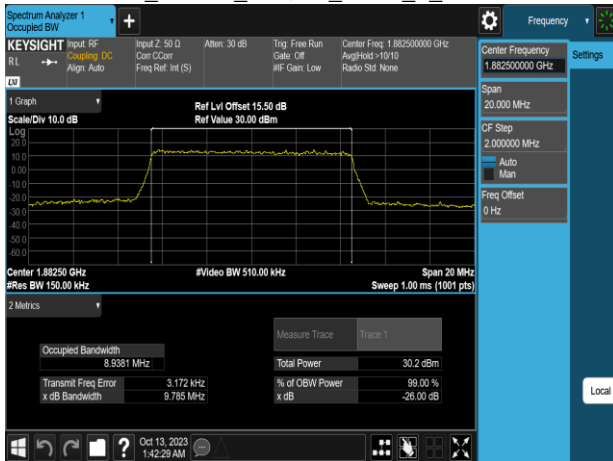 Spectrum Analyzer 1
Occupied BW
Frequency
KEYSIGHT
RL
Input: RF
Coupling: DC
Align: Auto
Input Z: 50 Ω
Corr CCorr
Freq Ref: Int (S)
Atten: 30 dB
Trig: Free Run
Gate: Off
#IF Gain: Low
Center Freq: 1.882500000 GHz
Avg|Hold:>10/10
Radio Std: None
LXI
Center Frequency
1.882500000 GHz
Settings
Span
20.000 MHz
CF Step
2.000000 MHz
Auto
Man
Freq Offset
0 Hz
Local
1 Graph
Scale/Div 10.0 dB
Ref Lvl Offset 15.50 dB
Ref Value 30.00 dBm
Log
20.0
10.0
0.00
-10.0
-20.0
-30.0
-40.0
-50.0
-60.0
Center 1.88250 GHz
#Res BW 150.00 kHz
#Video BW 510.00 kHz
Span 20 MHz
Sweep 1.00 ms (1001 pts)
2 Metrics
Measure Trace Trace 1
Occupied Bandwidth
8.9381 MHz
Total Power 30.2 dBm
Transmit Freq Error 3.172 kHz
% of OBW Power 99.00 %
x dB Bandwidth 9.785 MHz
x dB -26.00 dB
?
Oct 13, 2023
1:42:29 AM